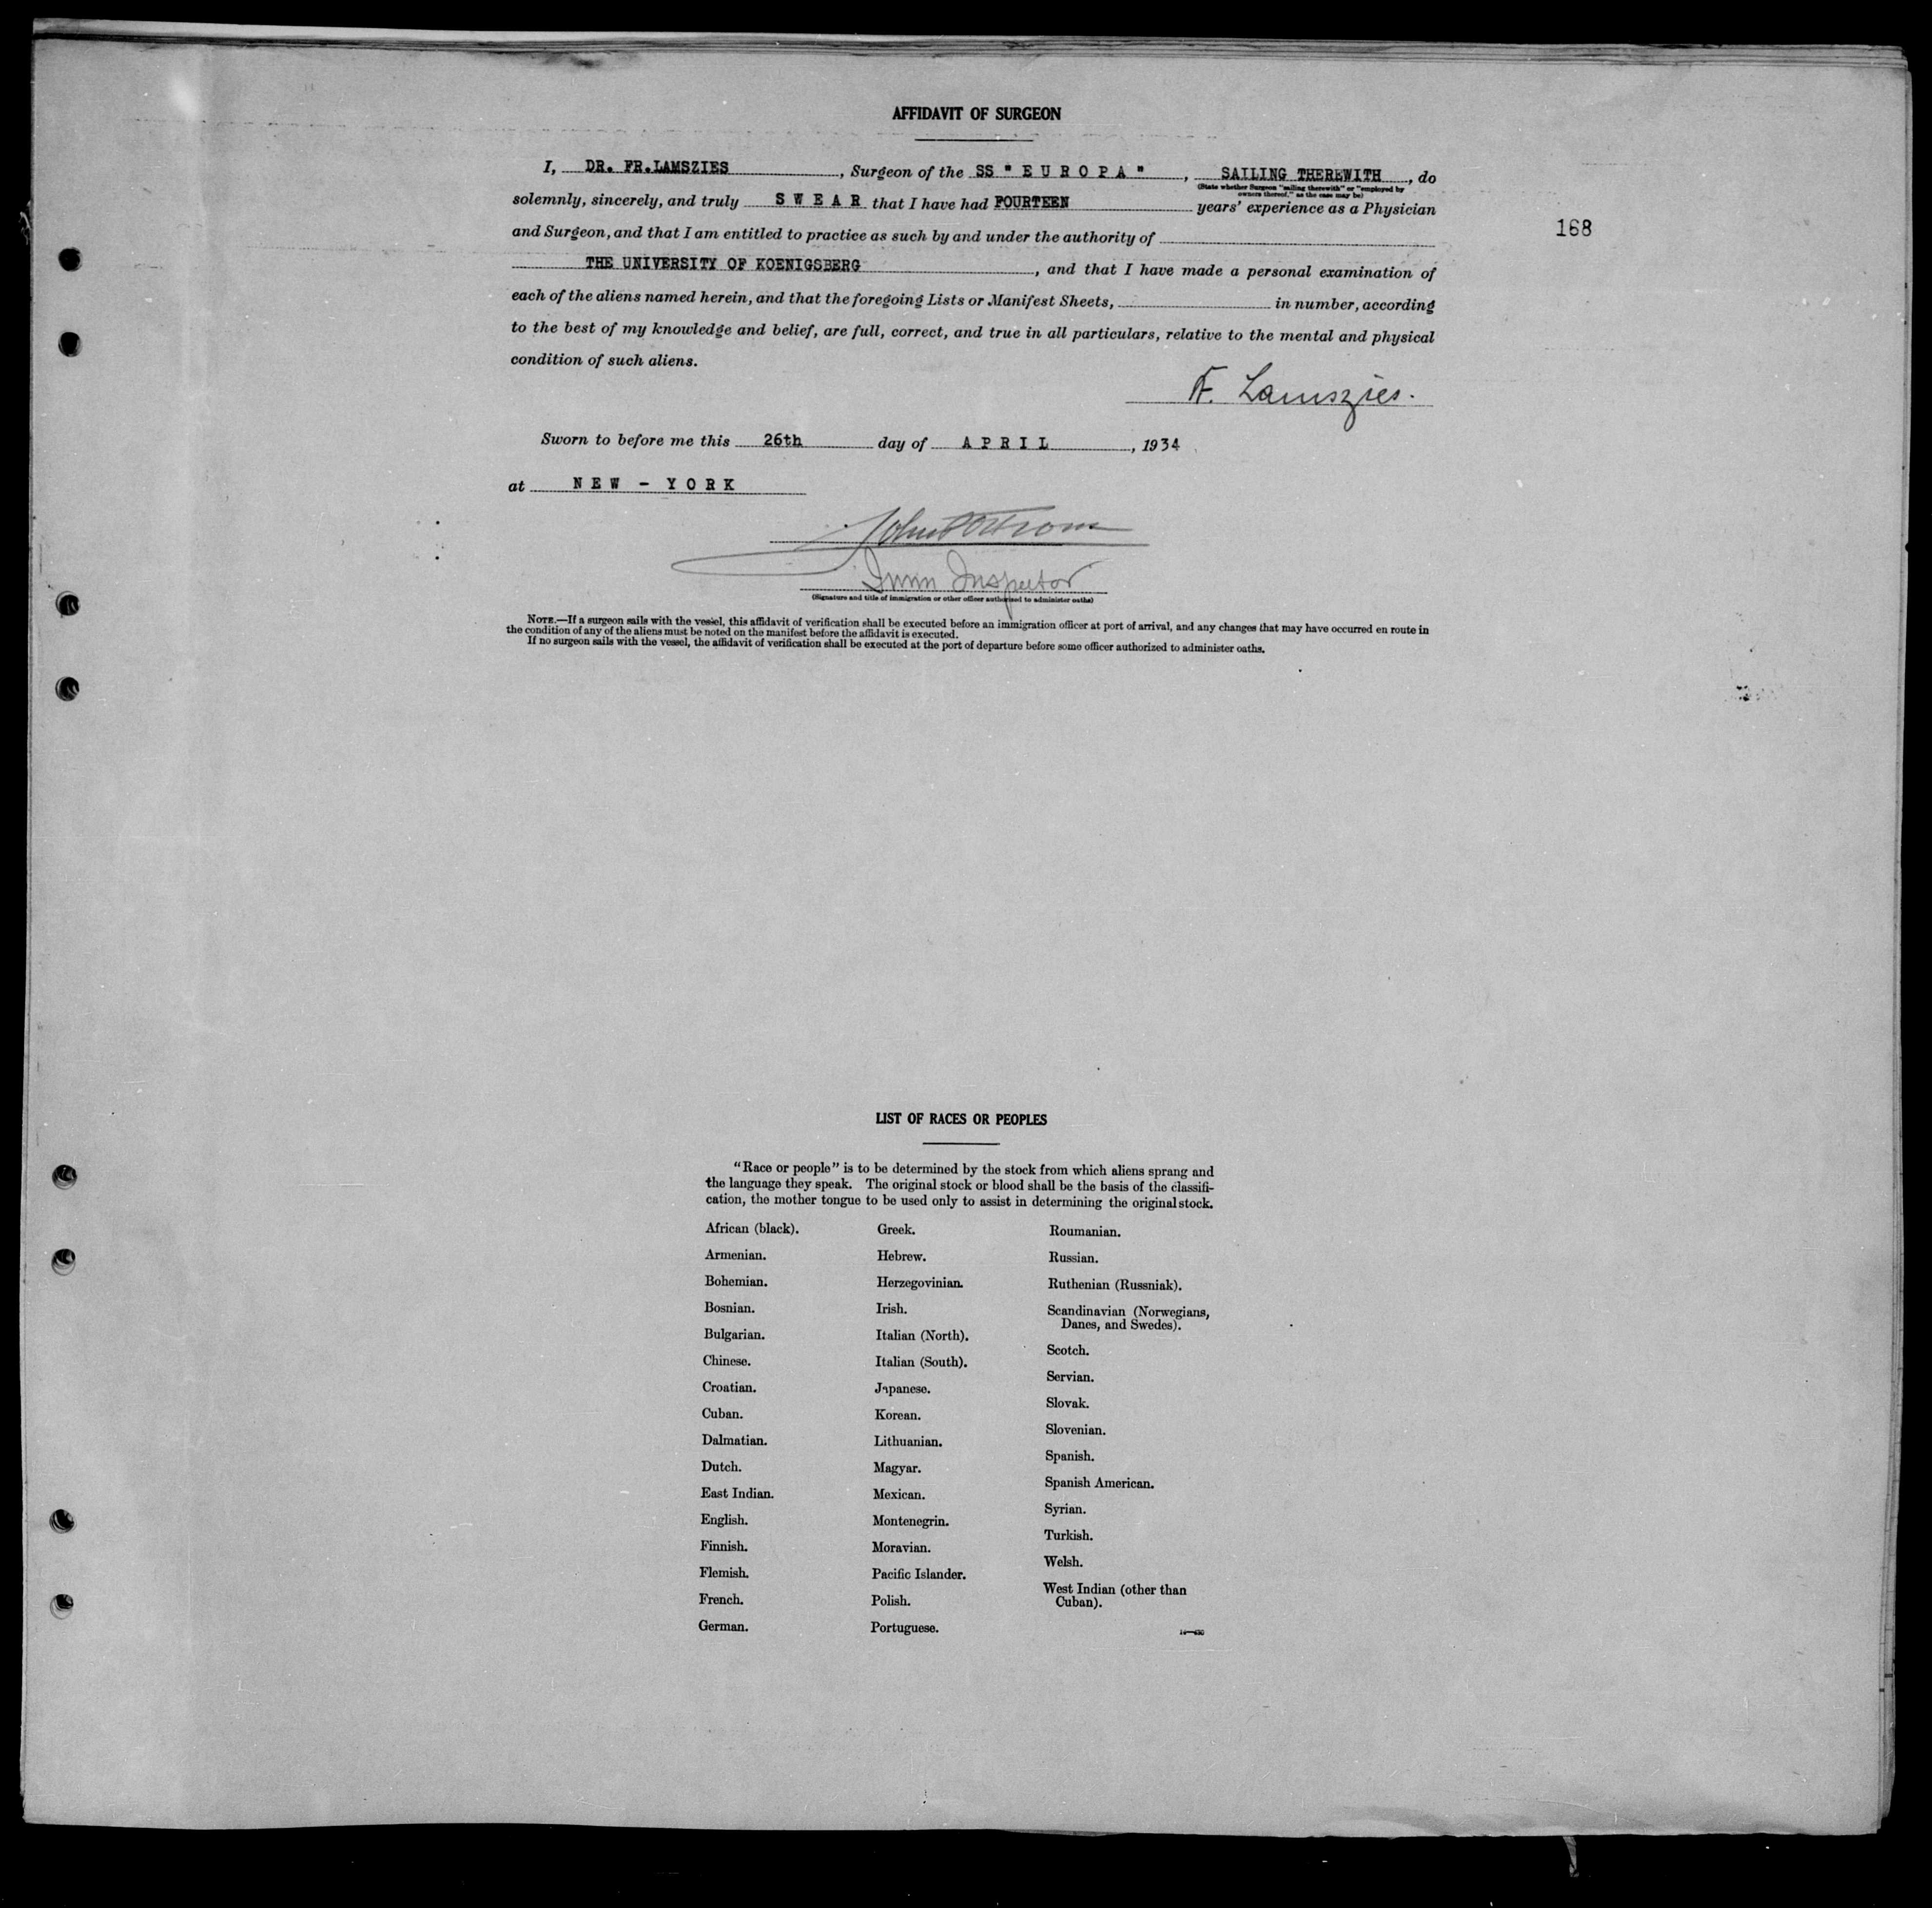 AFFIDAVIT OF SURGEON
I, DR. FR.LAMSZIES, Surgeon of the SS " E U R O P A ", SAILING THEREWITH, do
(State whether Surgeon "sailing therewith" or "employed by
owners thereof," as the case may be)
solemnly, sincerely, and truly S W E A R that I have had FOURTEEN years' experience as a Physician
168
and Surgeon, and that I am entitled to practice as such by and under the authority of
THE UNIVERSITY OF KOENIGSBERG, and that I have made a personal examination of
each of the aliens named herein, and that the foregoing Lists or Manifest Sheets, in number, according
to the best of my knowledge and belief, are full, correct, and true in all particulars, relative to the mental and physical
condition of such aliens.
F. Lamszies.
Sworn to before me this 26th day of A P R I L, 1934
at N E W - Y O R K
John
Imm Inspector
(Signature and title of immigration or other officer authorized to administer oaths)
NOTE.—If a surgeon sails with the vessel, this affidavit of verification shall be executed before an immigration officer at port of arrival, and any changes that may have occurred en route in
the condition of any of the aliens must be noted on the manifest before the affidavit is executed.
If no surgeon sails with the vessel, the affidavit of verification shall be executed at the port of departure before some officer authorized to administer oaths.
LIST OF RACES OR PEOPLES
"Race or people" is to be determined by the stock from which aliens sprang and
the language they speak. The original stock or blood shall be the basis of the classifi-
cation, the mother tongue to be used only to assist in determining the original stock.
African (black).
Armenian.
Bohemian.
Bosnian.
Bulgarian.
Chinese.
Croatian.
Cuban.
Dalmatian.
Dutch.
East Indian.
English.
Finnish.
Flemish.
French.
German.
Greek.
Hebrew.
Herzegovinian.
Irish.
Italian (North).
Italian (South).
Japanese.
Korean.
Lithuanian.
Magyar.
Mexican.
Montenegrin.
Moravian.
Pacific Islander.
Polish.
Portuguese.
Roumanian.
Russian.
Ruthenian (Russniak).
Scandinavian (Norwegians,
Danes, and Swedes).
Scotch.
Servian.
Slovak.
Slovenian.
Spanish.
Spanish American.
Syrian.
Turkish.
Welsh.
West Indian (other than
Cuban).